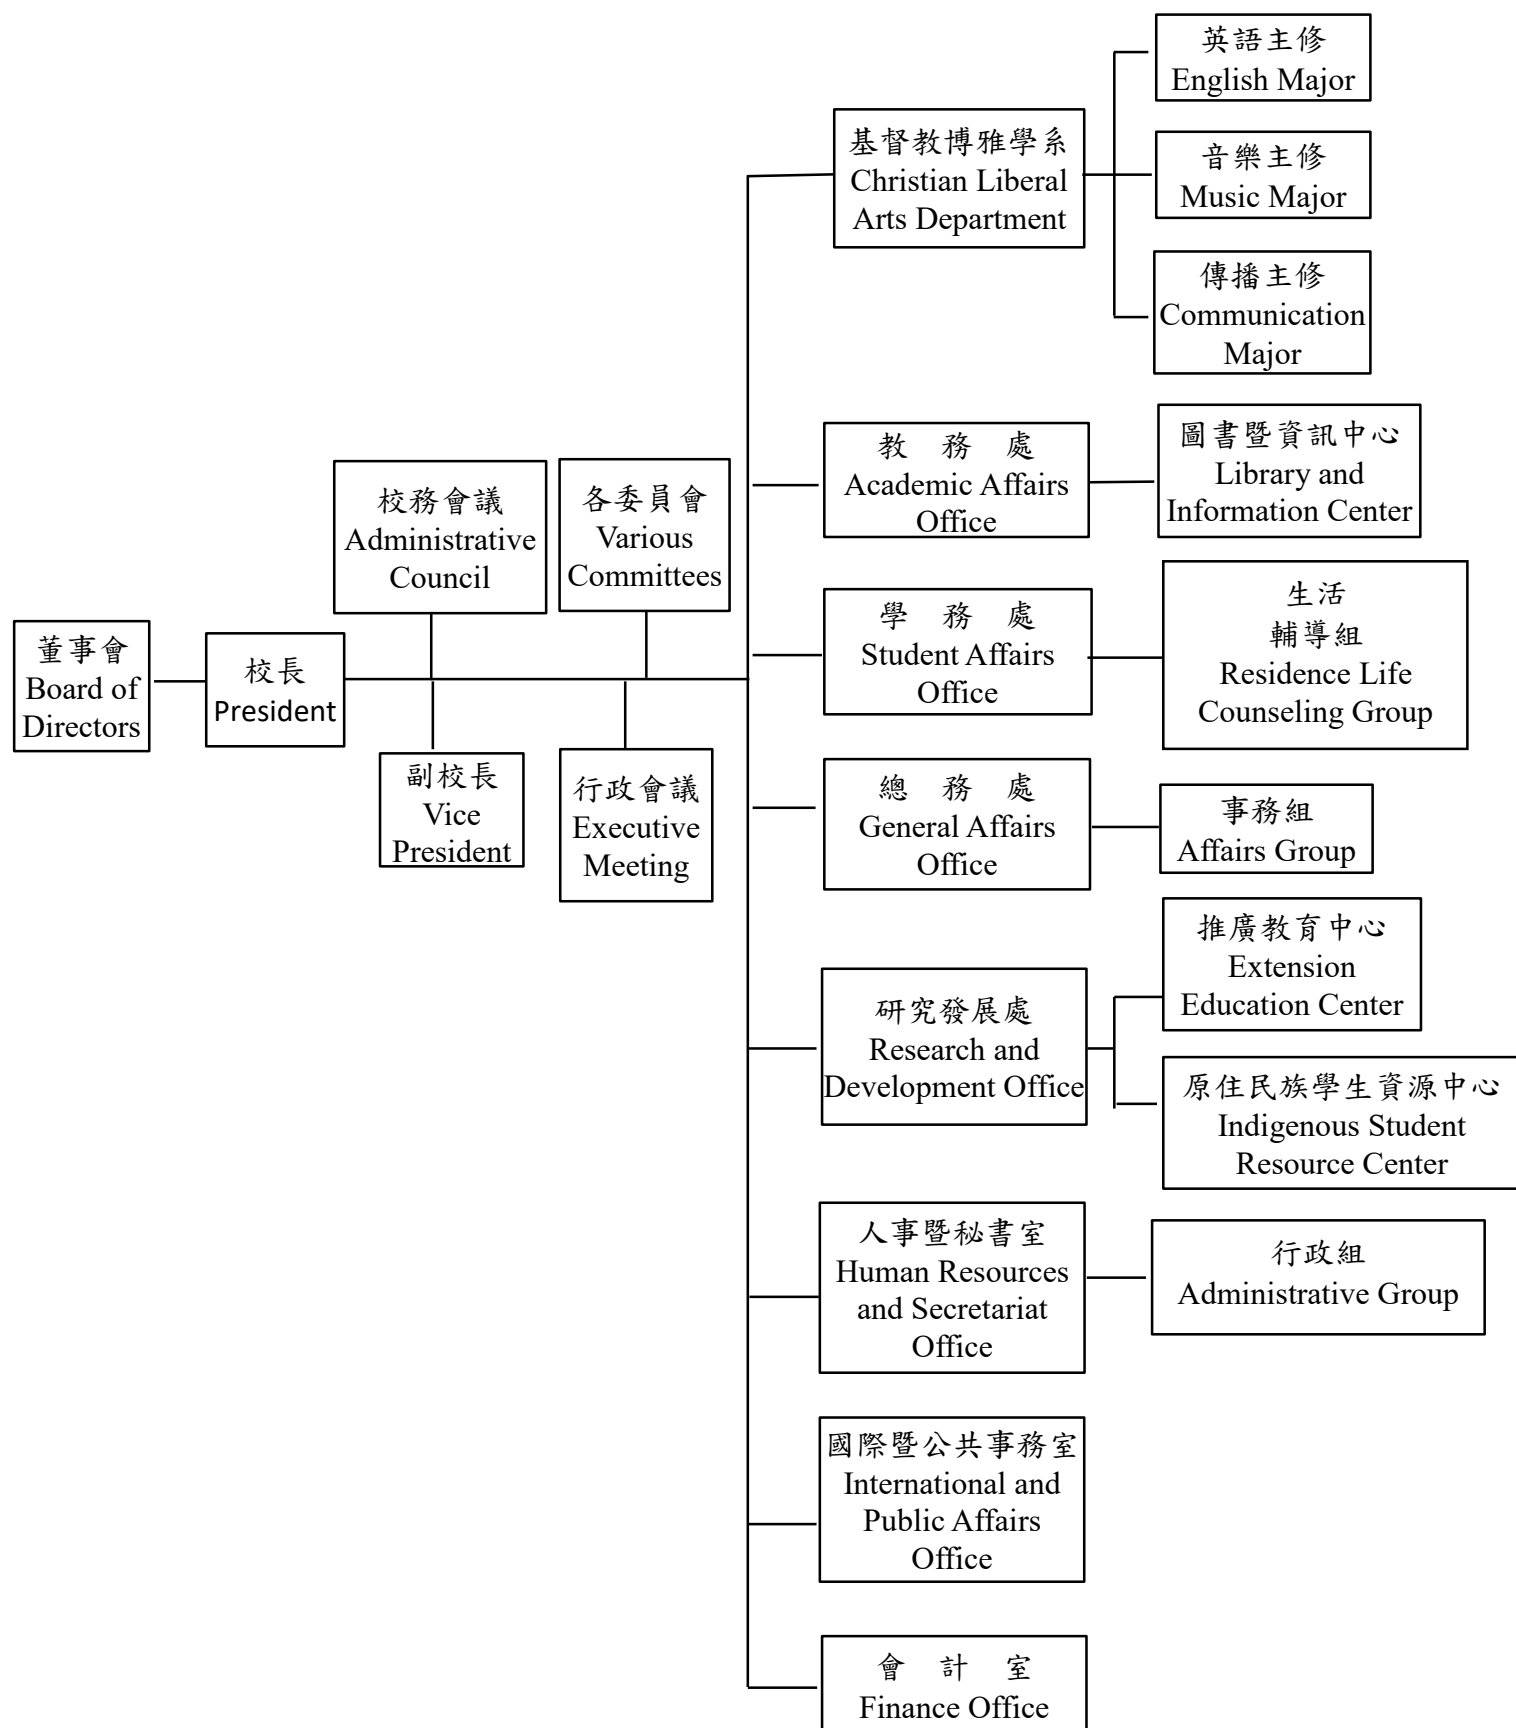 董事會
Board of
Directors
校長
President
校務會議
Administrative
Council
各委員會
Various
Committees
副校長
Vice
President
行政會議
Executive
Meeting
基督教博雅學系
Christian Liberal
Arts Department
英語主修
English Major
音樂主修
Music Major
傳播主修
Communication
Major
教 務 處
Academic Affairs
Office
圖書暨資訊中心
Library and
Information Center
學 務 處
Student Affairs
Office
生活
輔導組
Residence Life
Counseling Group
總 務 處
General Affairs
Office
事務組
Affairs Group
研究發展處
Research and
Development Office
推廣教育中心
Extension
Education Center
原住民族學生資源中心
Indigenous Student
Resource Center
人事暨秘書室
Human Resources
and Secretariat
Office
行政組
Administrative Group
國際暨公共事務室
International and
Public Affairs
Office
會 計 室
Finance Office